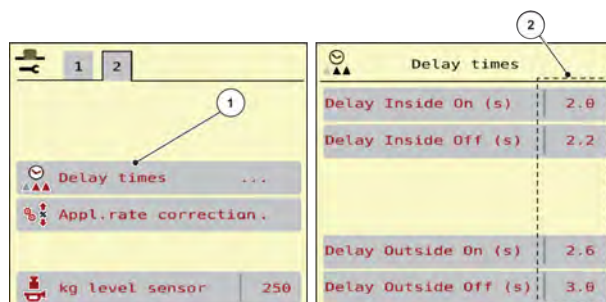 1 2
1
Delay times ...
Appl.rate correction.
kg level sensor 250
2
Delay times
Delay Inside On (s) 2.0
Delay Inside Off (s) 2.2
Delay Outside On (s) 2.6
Delay Outside Off (s) 3.0